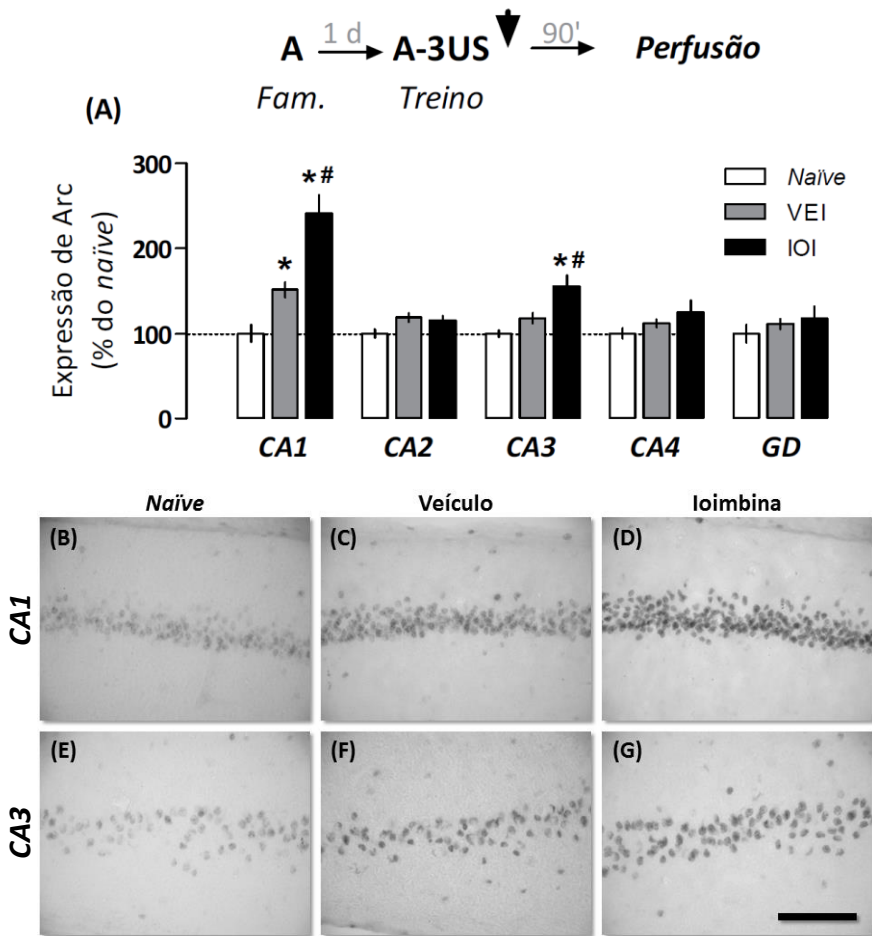 A 1 d A-3US 90' Perfusão
Fam. Treino
(A)
Expressão de Arc
(% do naïve)
300
200
100
0
*
*#
*#
Naïve
VEI
IOI
CA1 CA2 CA3 CA4 GD
Naïve Veículo Ioimbina
CA1
(B) (C) (D)
CA3
(E) (F) (G)